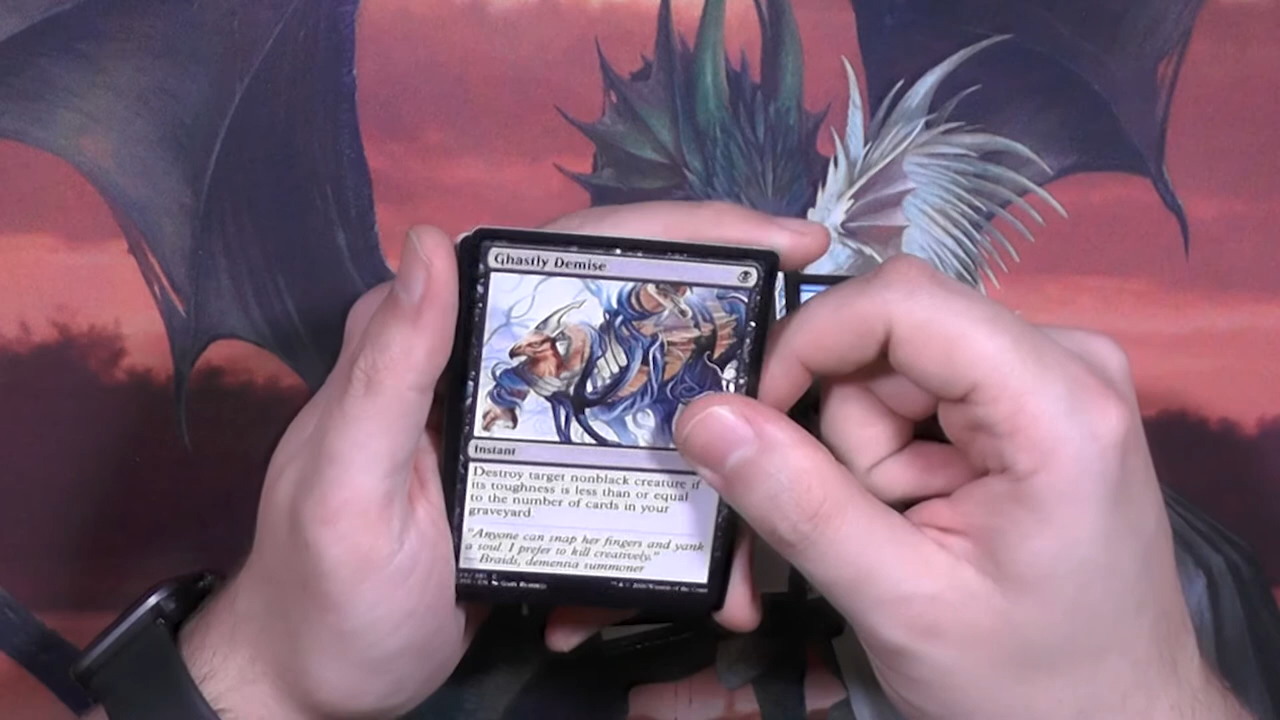 Ghastly Demise
Instant
Destroy target nonblack creature if
its toughness is less than or equal
to the number of cards in your
graveyard.
"Anyone can snap her fingers and yank
a soul. I prefer to kill creatively."
— Braids, dementia summoner